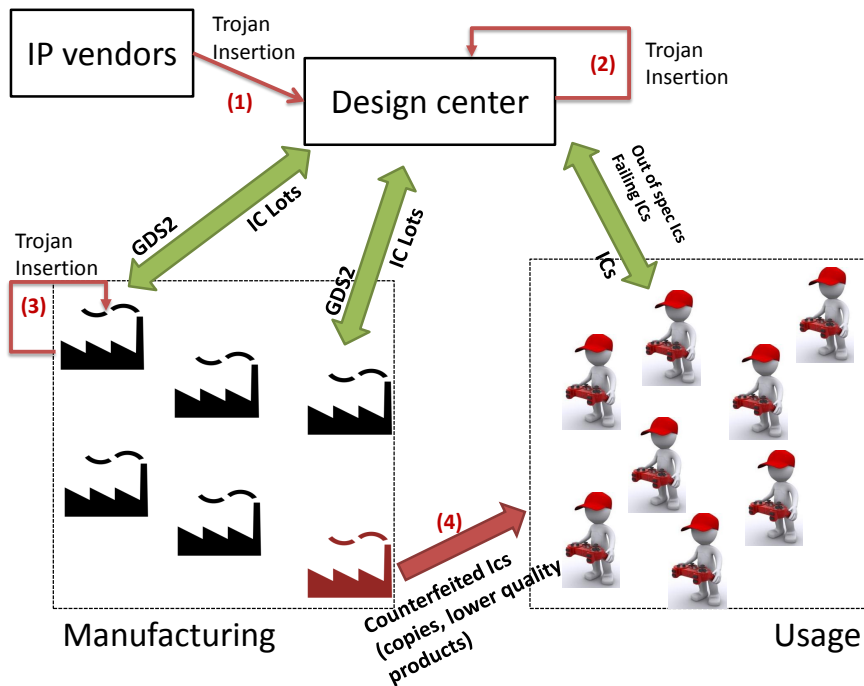 IP vendors
Trojan
Insertion
(1)
Design center
(2)
Trojan
Insertion
GDS2
IC Lots
GDS2
IC Lots
Out of spec Ics
Failing ICs
ICs
Trojan
Insertion
(3)
(4)
Counterfeited Ics
(copies, lower quality
products)
Manufacturing
Usage